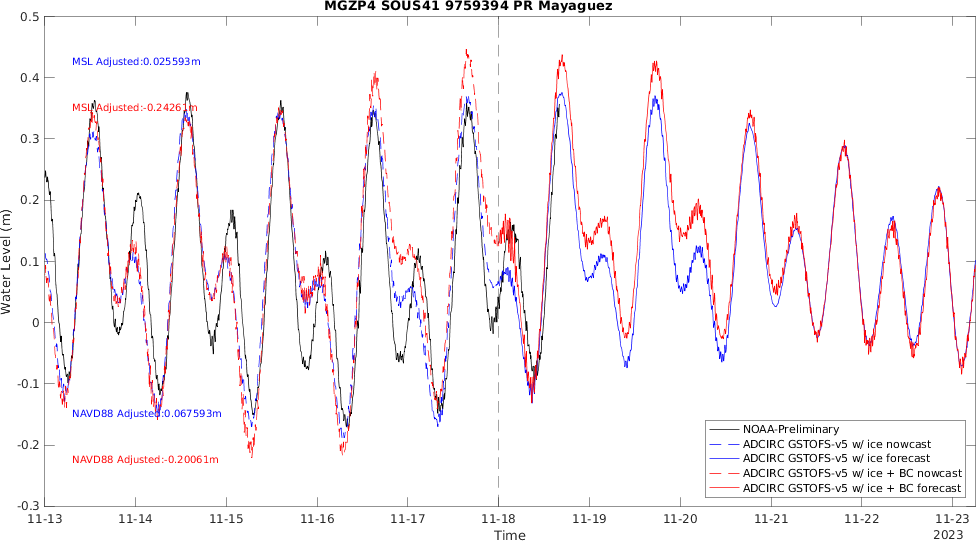 MGZP4 SOUS41 9759394 PR Mayaguez
0.5
0.4
0.3
0.2
0.1
0
-0.1
-0.2
-0.3
Water Level (m)
MSL Adjusted:0.025593m
MSL Adjusted:-0.24261m
NAVD88 Adjusted:0.067593m
NAVD88 Adjusted:-0.20061m
NOAA-Preliminary
ADCIRC GSTOFS-v5 w/ ice nowcast
ADCIRC GSTOFS-v5 w/ ice forecast
ADCIRC GSTOFS-v5 w/ ice + BC nowcast
ADCIRC GSTOFS-v5 w/ ice + BC forecast
11-13 11-14 11-15 11-16 11-17 11-18 11-19 11-20 11-21 11-22 11-23
2023
Time